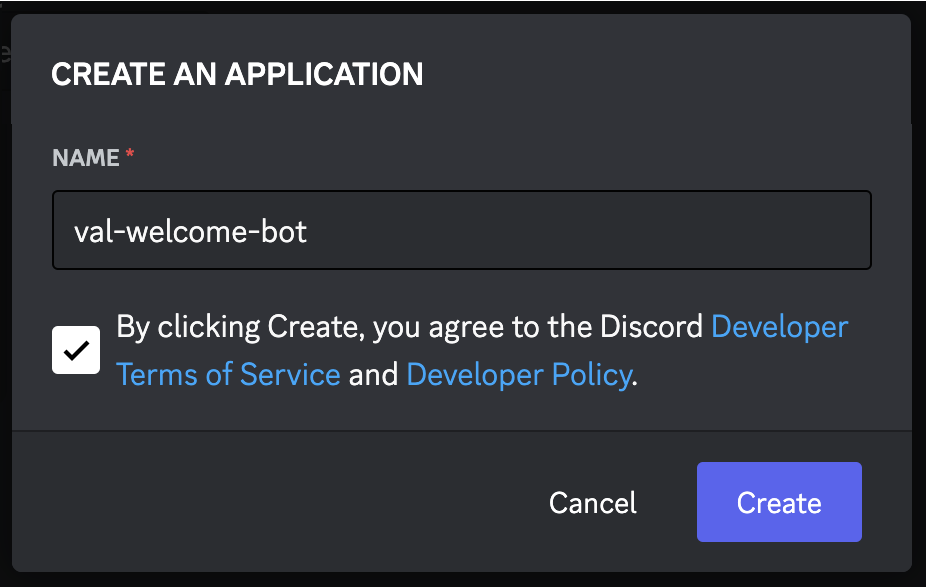 CREATE AN APPLICATION
NAME *
val-welcome-bot
By clicking Create, you agree to the Discord Developer
Terms of Service and Developer Policy.
Cancel
Create